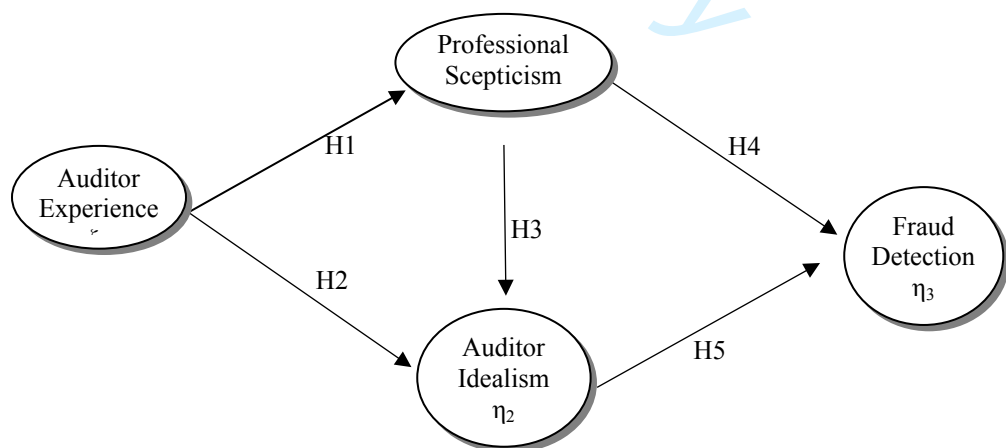 Professional
Scepticism
H1
H4
Auditor
Experience
H3
Fraud
Detection
η3
H2
Auditor
Idealism
η2
H5